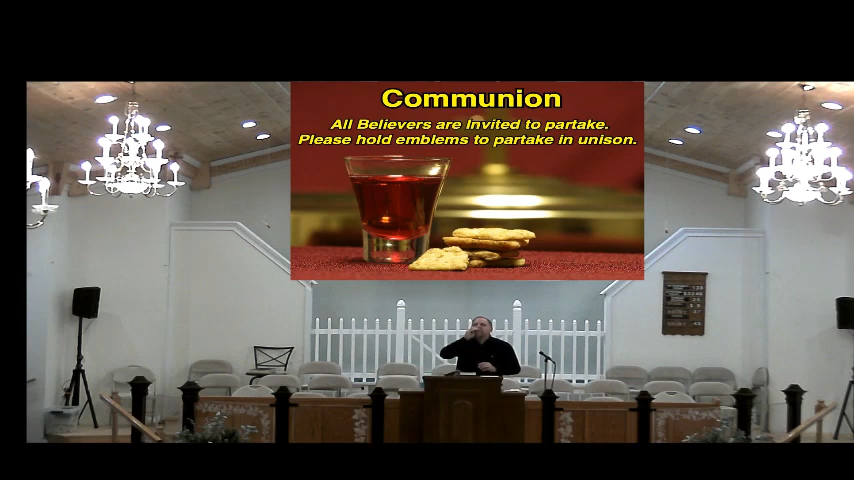 Communion
All Believers are Invited to partake.
Please hold emblems to partake in unison.